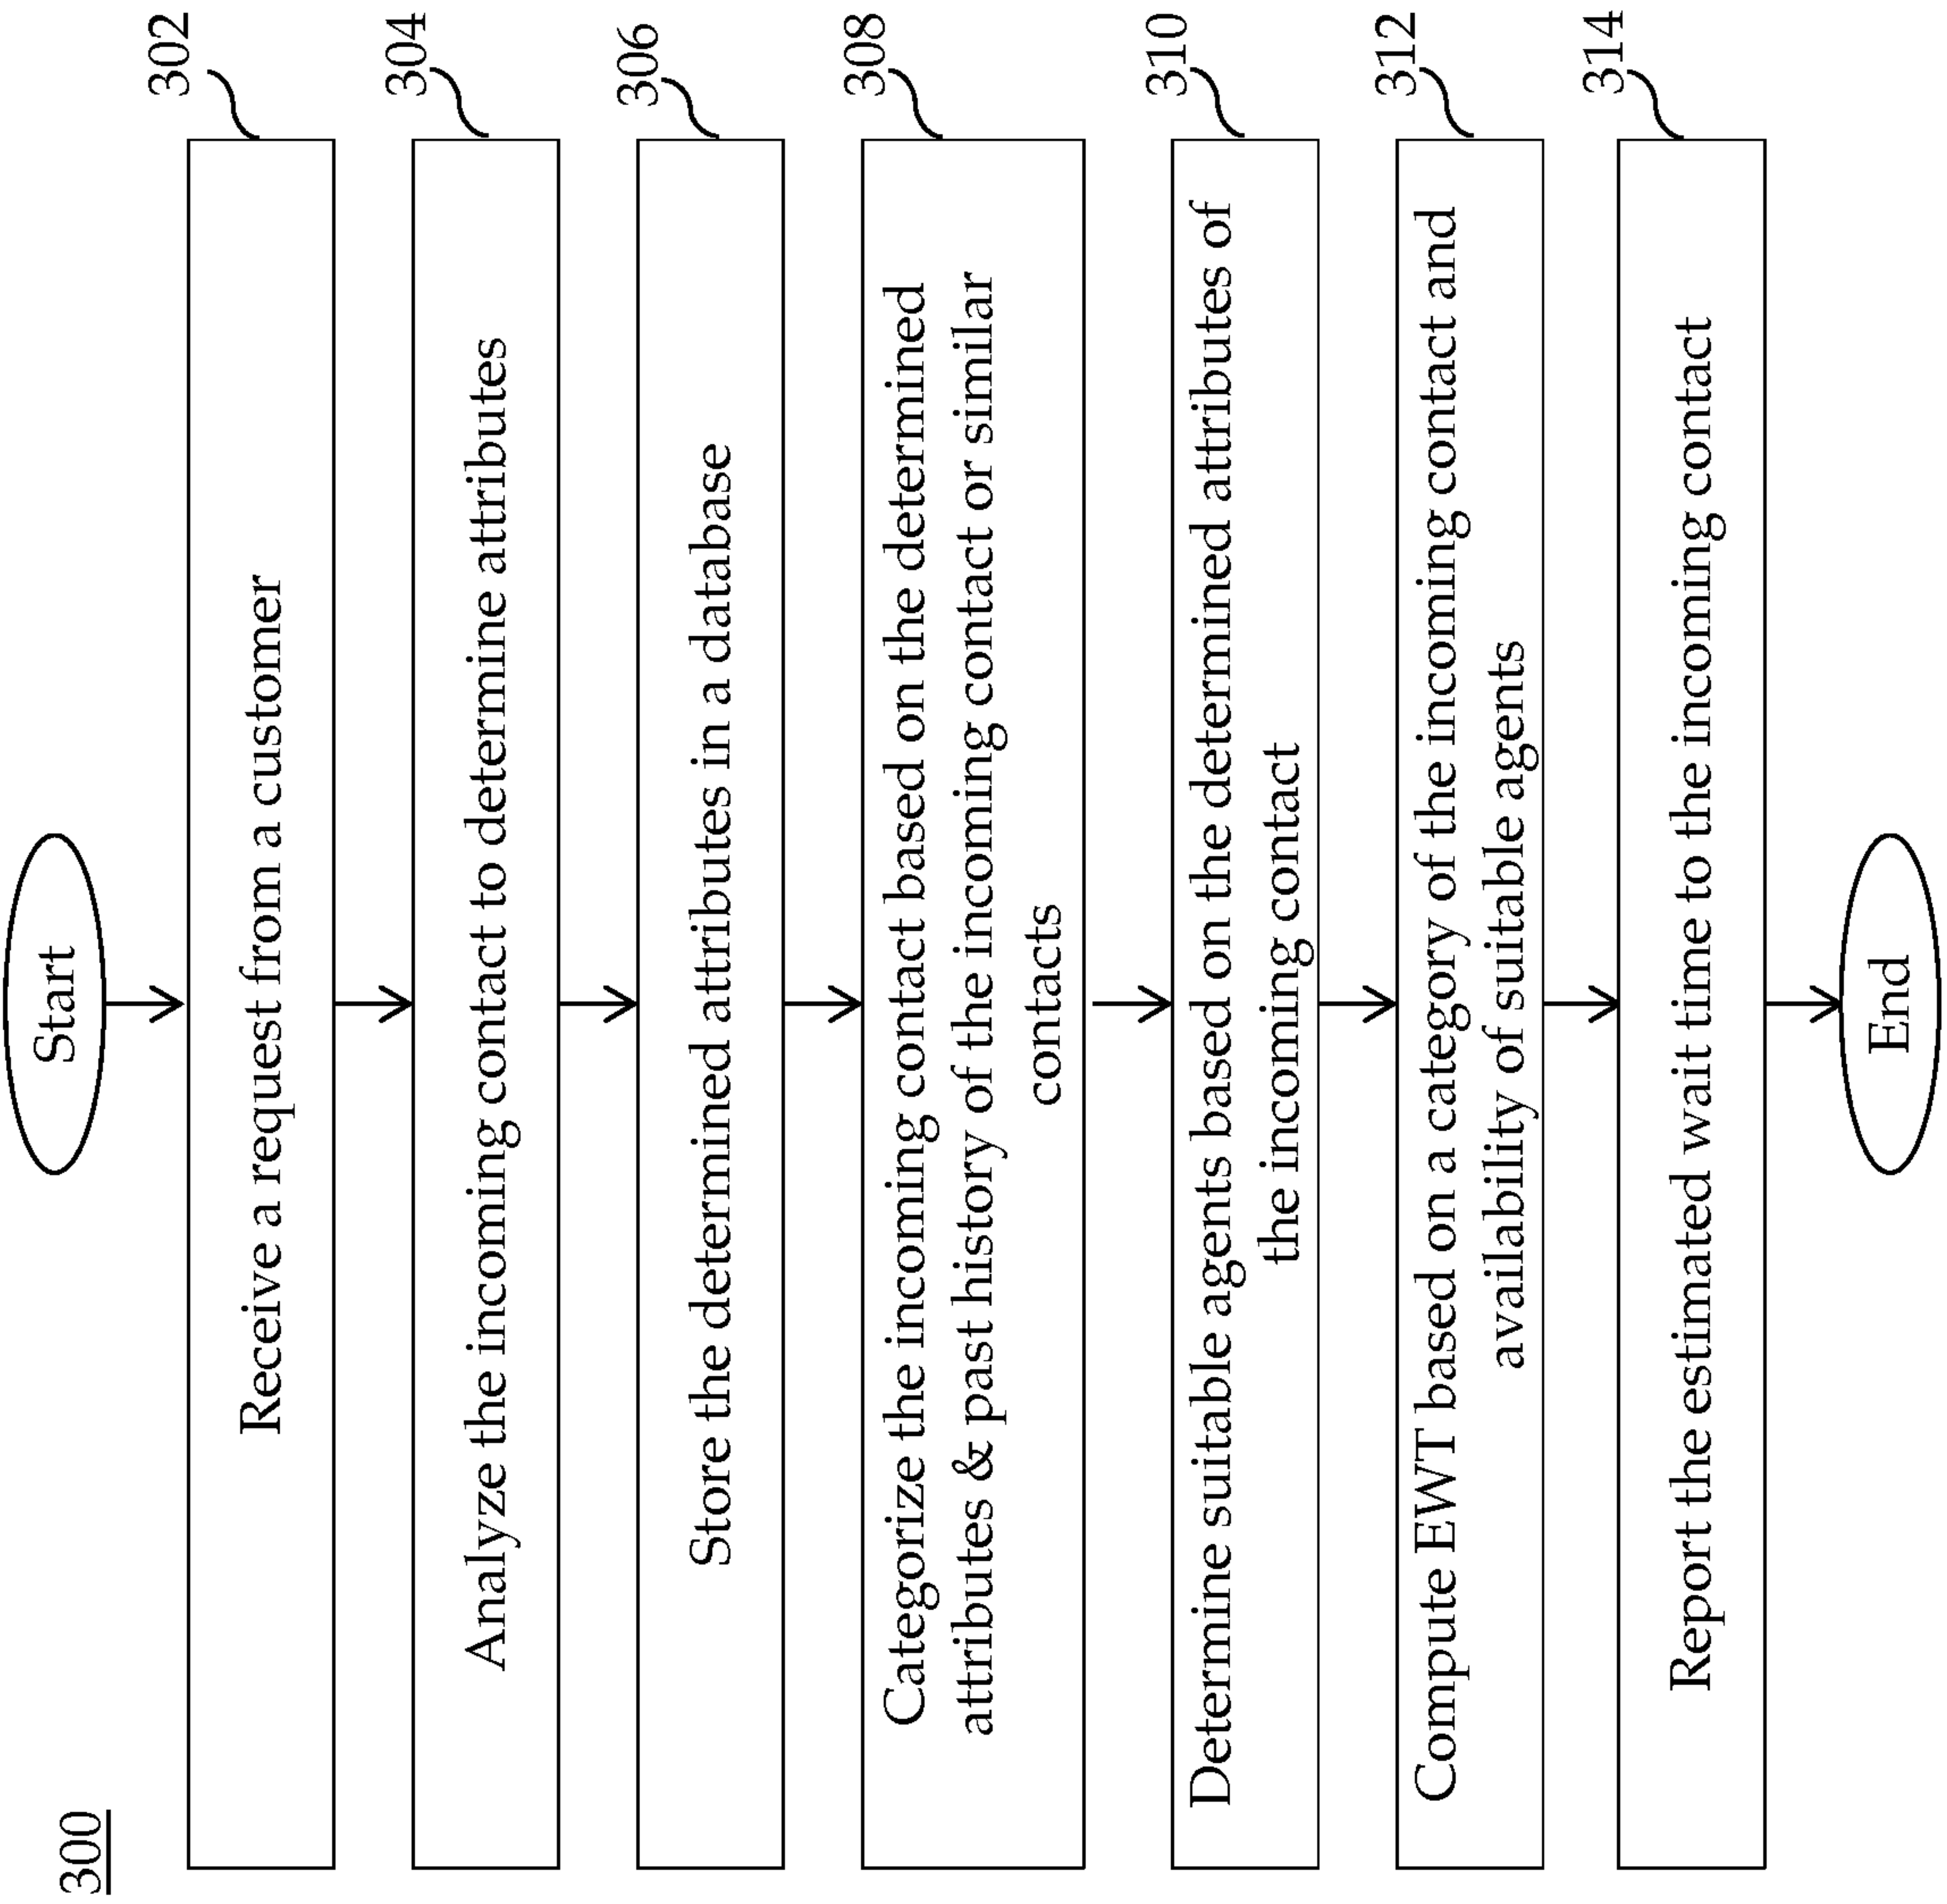 300
Start
Receive a request from a customer
302
Analyze the incoming contact to determine attributes
304
Store the determined attributes in a database
306
Categorize the incoming contact based on the determined
attributes & past history of the incoming contact or similar
contacts
308
Determine suitable agents based on the determined attributes of
the incoming contact
310
Compute EWT based on a category of the incoming contact and
availability of suitable agents
312
Report the estimated wait time to the incoming contact
314
End